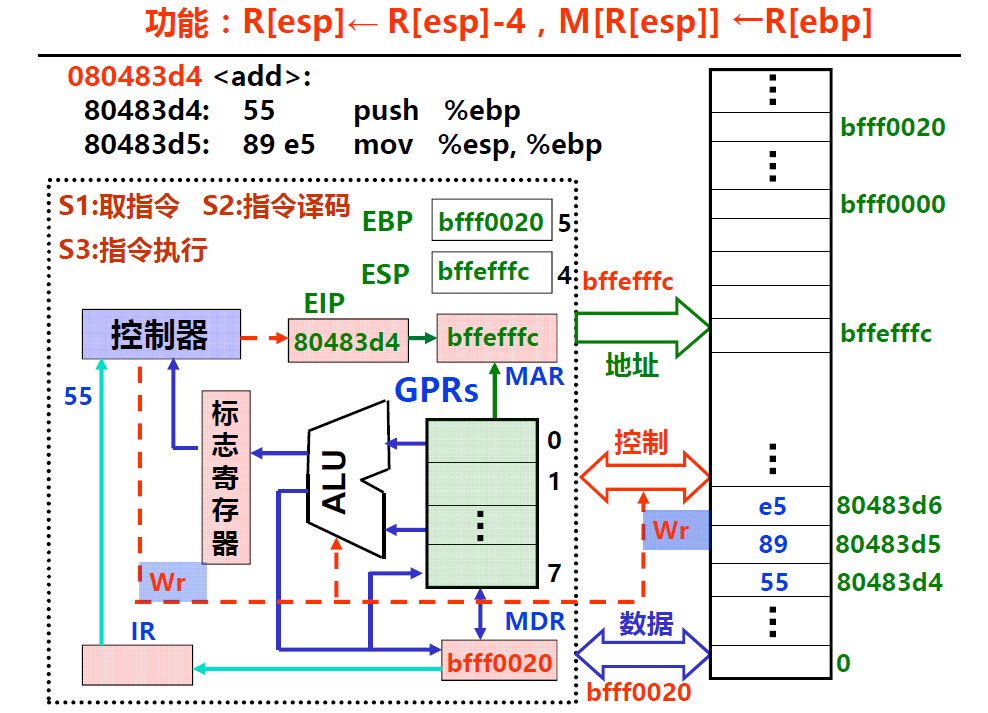 功能：R[esp]← R[esp]-4，M[R[esp]] ←R[ebp]
080483d4 <add>:
80483d4: 55 push %ebp
80483d5: 89 e5 mov %esp, %ebp
S1:取指令 S2:指令译码
S3:指令执行
EBP bfff0020 5
ESP bffefffc 4
EIP
控制器
80483d4
bffefffc
MAR
55
GPRs
标志寄存器
ALU
0
1
⋮
7
Wr
IR
MDR
bfff0020
bffefffc
地址
控制
Wr
数据
bfff0020
⋮
bfff0020
⋮
bfff0000
bffefffc
⋮
e5 80483d6
89 80483d5
55 80483d4
⋮
0